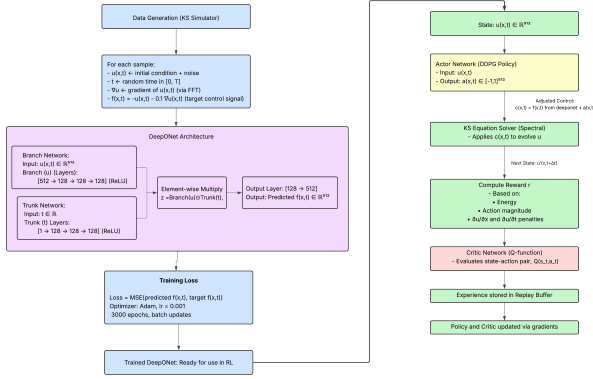 Data Generation (KS Simulator)
For each sample:
- u(x,t) ← initial condition + noise
- t ← random time in [0, T]
- ∇u ← gradient of u(x,t) (via FFT)
- f(x,t) = -u(x,t) - 0.1 ∇u(x,t) (target control signal)
DeepONet Architecture
Branch Network:
Input: u(x,t) ∈ ℝ⁵¹²
Branch (u) (Layers):
[512 → 128 → 128 → 128] (ReLU)
Trunk Network:
Input: t ∈ ℝ
Trunk (t) Layers:
[1 → 128 → 128 → 128] (ReLU)
Element-wise Multiply
z =Branch(u)⊙Trunk(t),
Output Layer: [128 → 512]
Output: Predicted f(x,t) ∈ ℝ⁵¹²
Training Loss
Loss = MSE(predicted f(x,t), target f(x,t))
Optimizer: Adam, lr = 0.001
3000 epochs, batch updates
Trained DeepONet: Ready for use in RL
State: u(x,t) ∈ ℝ⁵¹²
Actor Network (DDPG Policy)
- Input: u(x,t)
- Output: a(x,t) ∈ [-1,1]⁵¹²
Adjusted Control:
c(x,t) = f(x,t) from deeponet + a(x,t
KS Equation Solver (Spectral)
- Applies c(x,t) to evolve u
Next State: u'(x,t+Δt)
Compute Reward r
- Based on:
• Energy
• Action magnitude
• ∂u/∂x and ∂u/∂t penalties
Critic Network (Q-function)
- Evaluates state-action pair, Q(s_t,a_t)
Experience stored in Replay Buffer
Policy and Critic updated via gradients